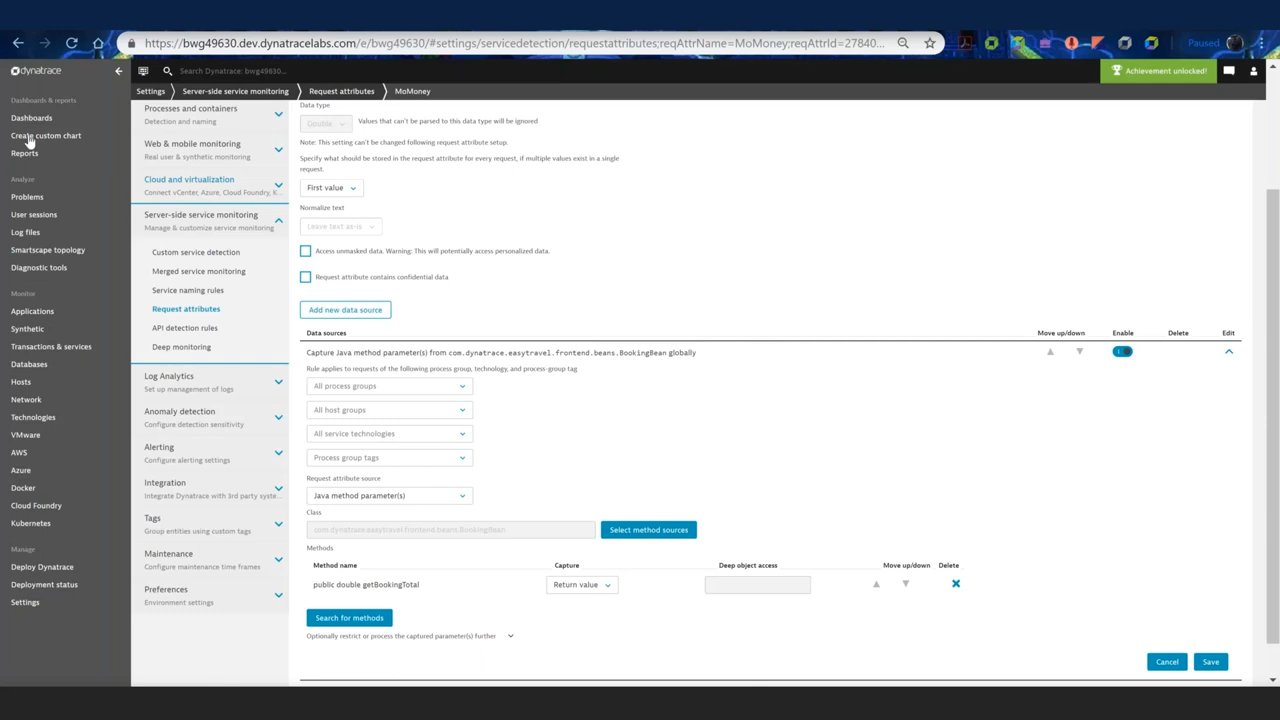 https://bwg49630.dev.dynatracelabs.com/e/bwg49630/#settings/servicedetection/requestattributes;reqAttrName=MoMoney;reqAttrId=27840...
Paused
dynatrace
Search Dynatrace: bwg49630...
Achievement unlocked!
Settings
Server-side service monitoring
Request attributes
MoMoney
Dashboards & reports
Dashboards
Create custom chart
Reports
Analyze
Problems
User sessions
Log files
Smartscape topology
Diagnostic tools
Monitor
Applications
Synthetic
Transactions & services
Databases
Hosts
Network
Technologies
VMware
AWS
Azure
Docker
Cloud Foundry
Kubernetes
Manage
Deploy Dynatrace
Deployment status
Settings
Processes and containers
Detection and naming
Web & mobile monitoring
Real user & synthetic monitoring
Cloud and virtualization
Connect vCenter, Azure, Cloud Foundry, K...
Server-side service monitoring
Manage & customize service monitoring
Custom service detection
Merged service monitoring
Service naming rules
Request attributes
API detection rules
Deep monitoring
Log Analytics
Set up management of logs
Anomaly detection
Configure detection sensitivity
Alerting
Configure alerting settings
Integration
Integrate Dynatrace with 3rd party syste...
Tags
Group entities using custom tags
Maintenance
Configure maintenance time frames
Preferences
Environment settings
Data type
Double
Values that can't be parsed to this data type will be ignored
Note: This setting can't be changed following request attribute setup.
Specify what should be stored in the request attribute for every request, if multiple values exist in a single
request.
First value
Normalize text
Leave text as-is
Access unmasked data. Warning: This will potentially access personalized data.
Request attribute contains confidential data
Add new data source
Data sources
Move up/down
Enable
Delete
Edit
Capture Java method parameter(s) from com.dynatrace.easytravel.frontend.beans.BookingBean globally
Rule applies to requests of the following process group, technology, and process-group tag
All process groups
All host groups
All service technologies
Process group tags
Request attribute source
Java method parameter(s)
Class
com.dynatrace.easytravel.frontend.beans.BookingBean
Select method sources
Methods
Method name
Capture
Deep object access
Move up/down
Delete
public double getBookingTotal
Return value
Search for methods
Optionally restrict or process the captured parameter(s) further
Cancel
Save